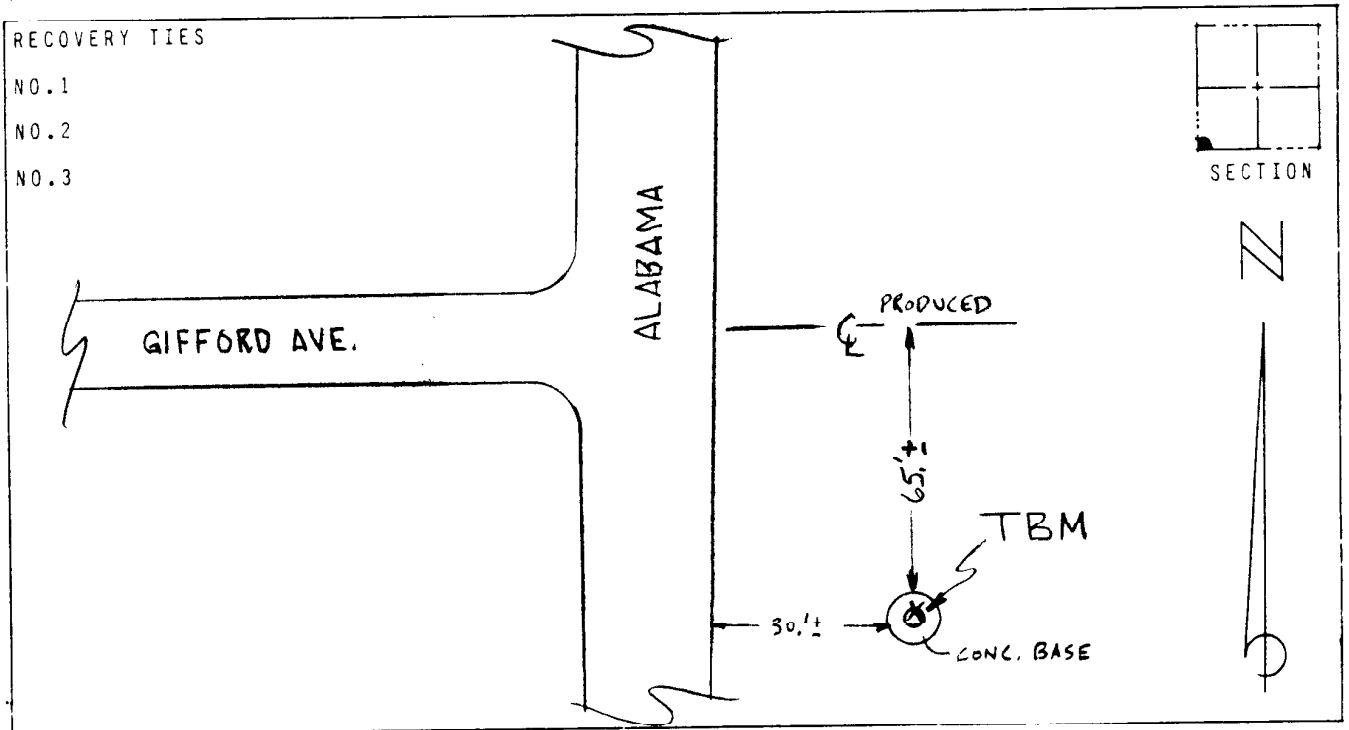 RECOVERY TIES
NO.1
NO.2
NO.3
SECTION
N
ALABAMA
GIFFORD AVE.
℄ PRODUCED
65.'±
TBM
30.'±
CONC. BASE